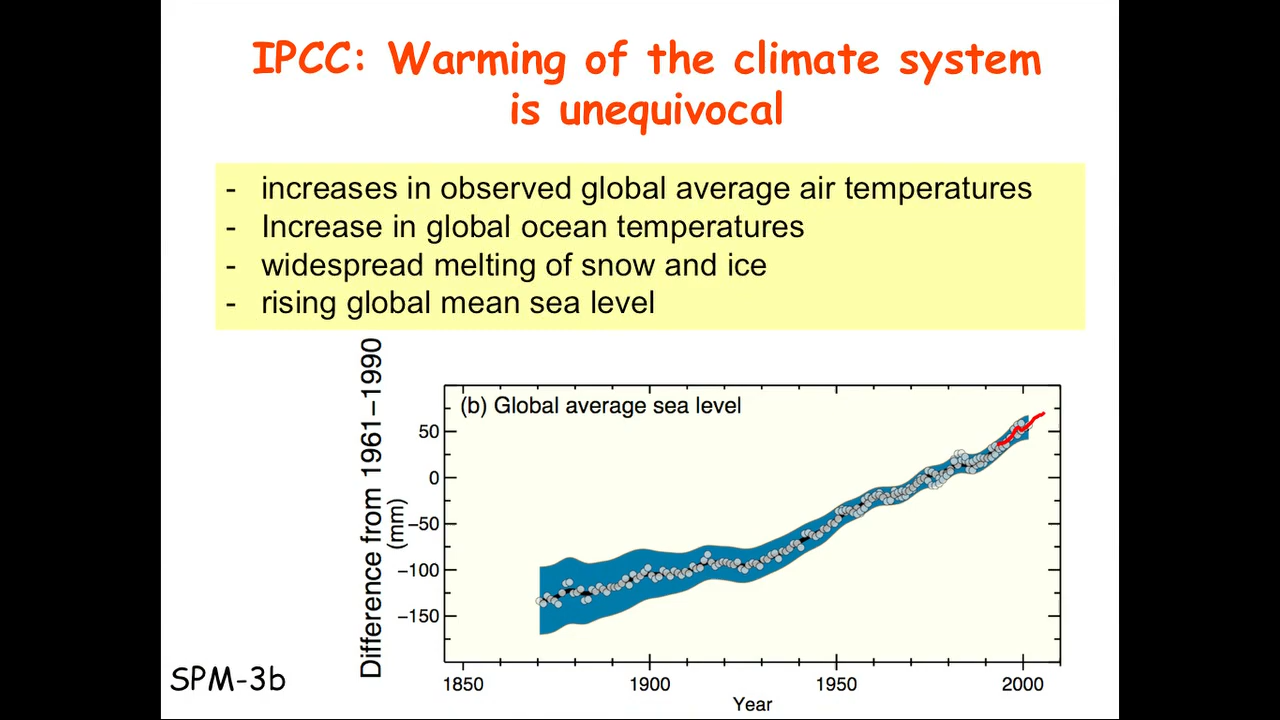 IPCC: Warming of the climate system
is unequivocal
- increases in observed global average air temperatures
- Increase in global ocean temperatures
- widespread melting of snow and ice
- rising global mean sea level
Difference from 1961–1990
(mm)
(b) Global average sea level
50
0
−50
−100
−150
1850 1900 1950 2000
Year
SPM-3b